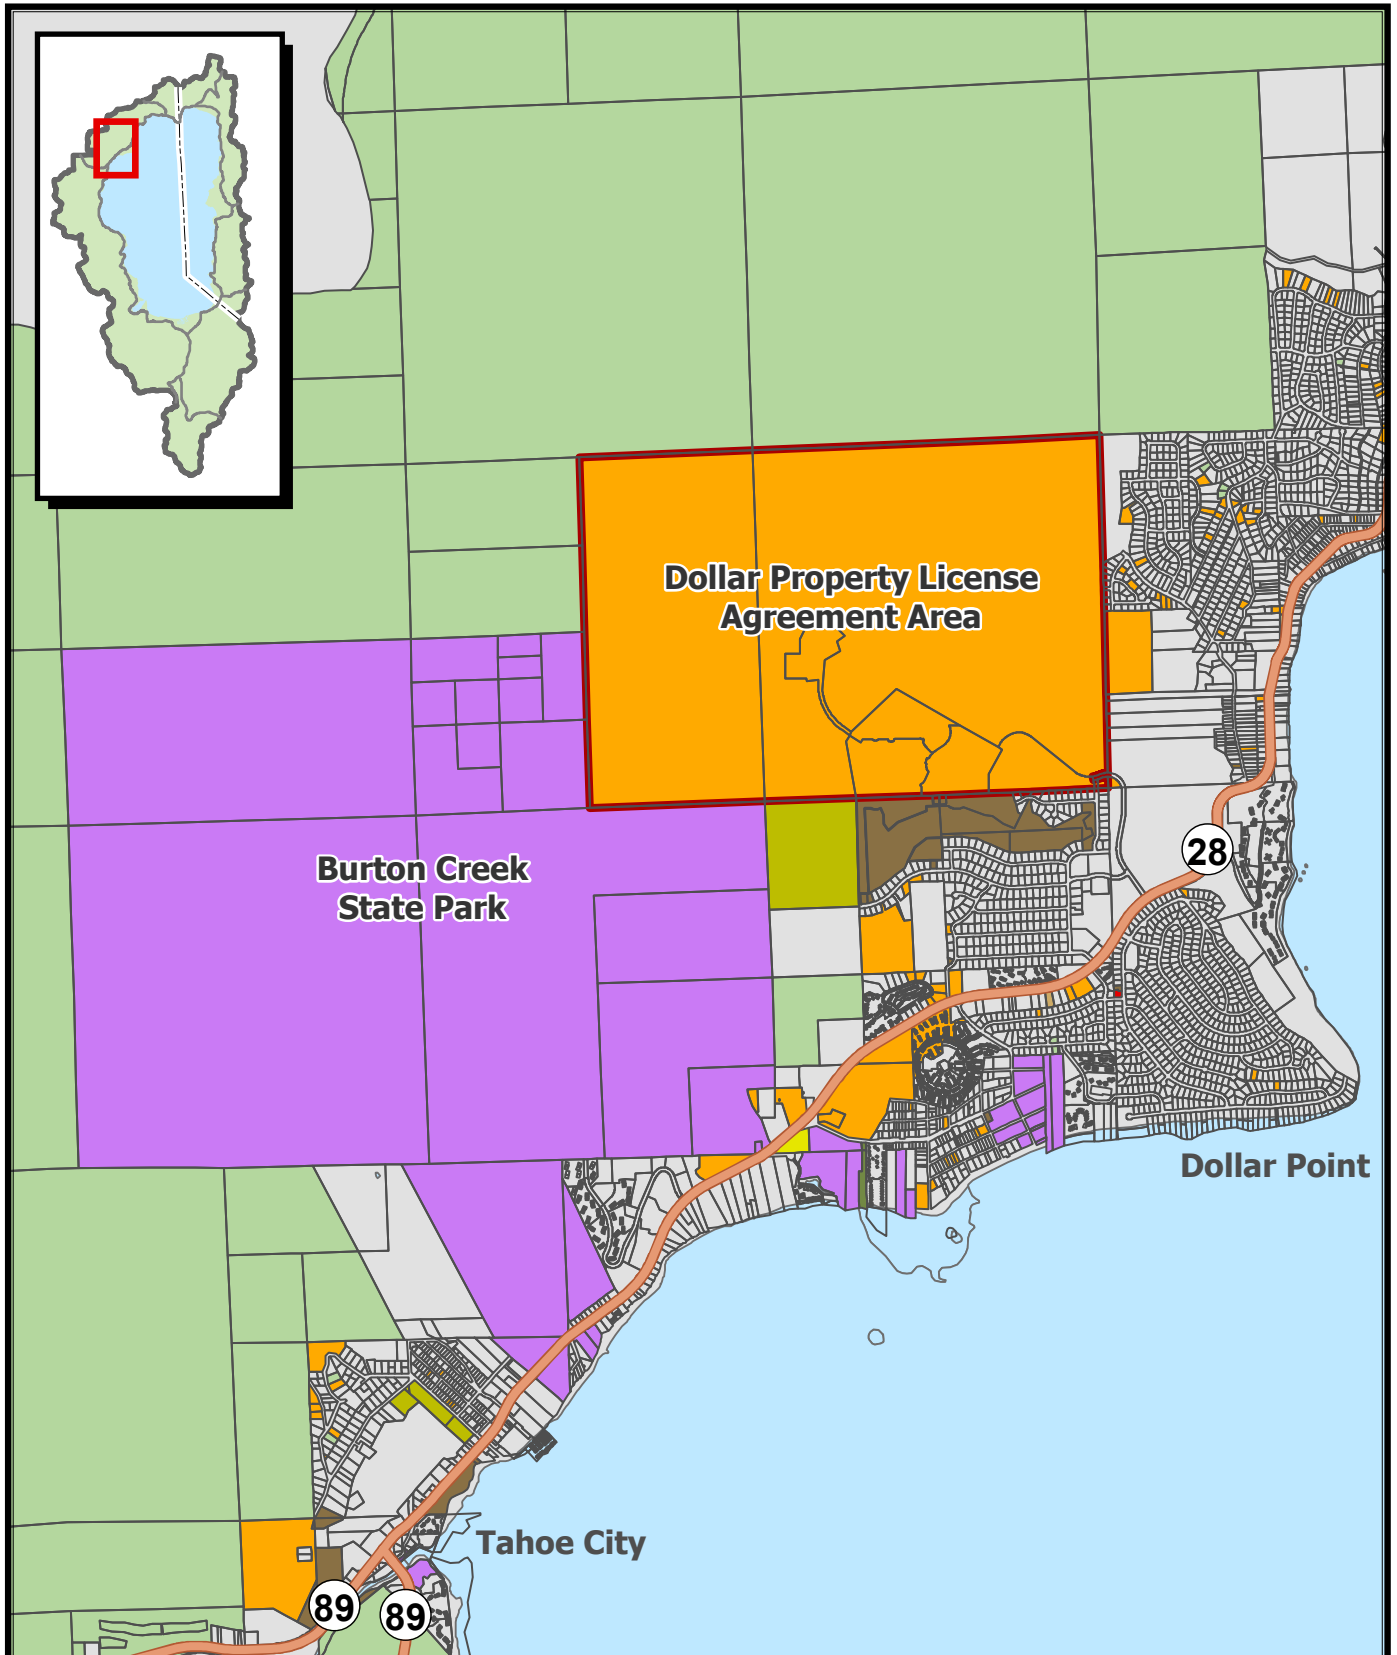 Dollar Property License
Agreement Area
Burton Creek
State Park
28
Dollar Point
Tahoe City
89
89